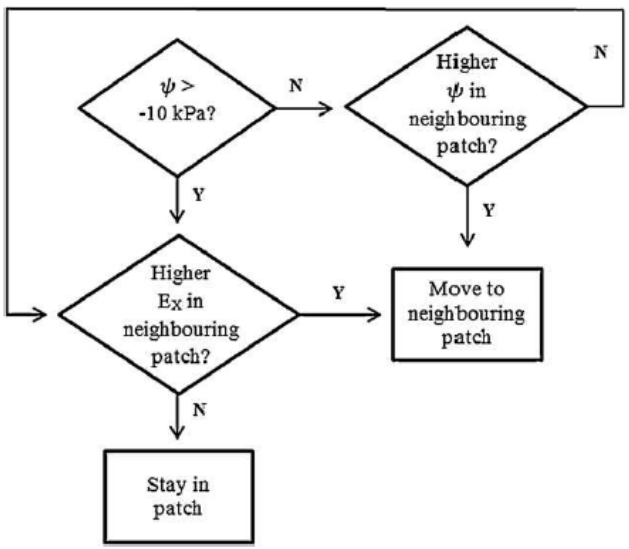 ψ >
-10 kPa?
N
Higher
ψ in
neighbouring
patch?
N
Y
Y
Higher
Ex in
neighbouring
patch?
Y
Move to
neighbouring
patch
N
Stay in
patch